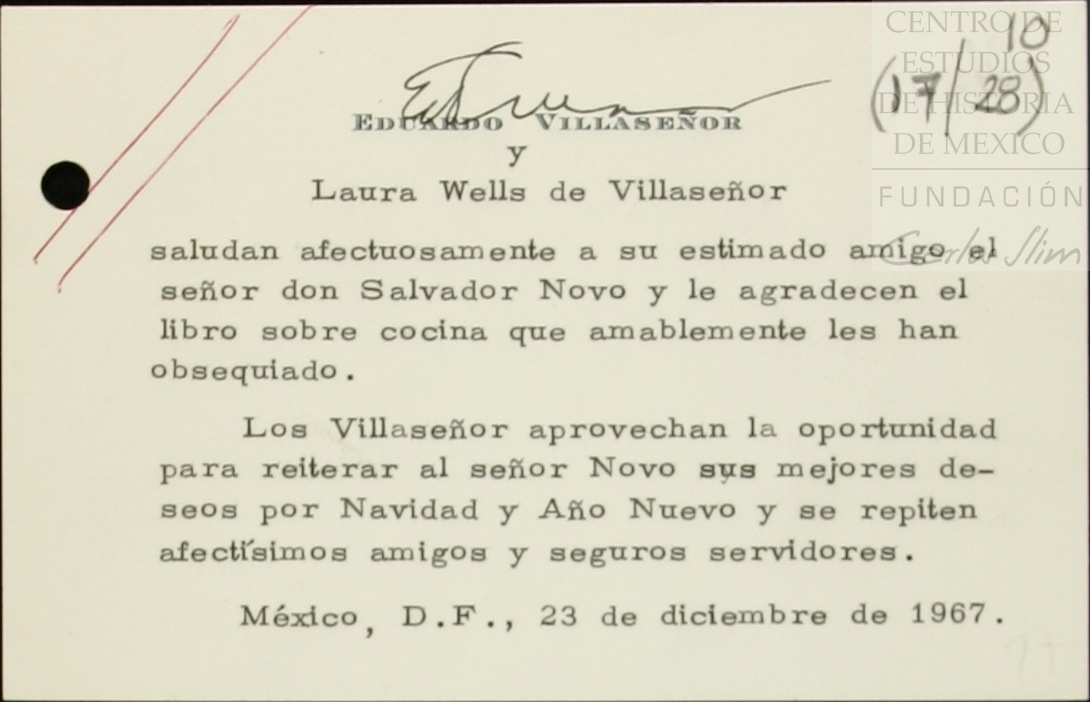 CENTRO DE
ESTUDIOS
DE HISTORIA
DE MEXICO
FUNDACIÓN
Carlos Slim
10
(17/28)
EDUARDO VILLASEÑOR
y
Laura Wells de Villaseñor
saludan afectuosamente a su estimado amigo el
señor don Salvador Novo y le agradecen el
libro sobre cocina que amablemente les han
obsequiado.
Los Villaseñor aprovechan la oportunidad
para reiterar al señor Novo sus mejores de-
seos por Navidad y Año Nuevo y se repiten
afectísimos amigos y seguros servidores.
México, D.F., 23 de diciembre de 1967.